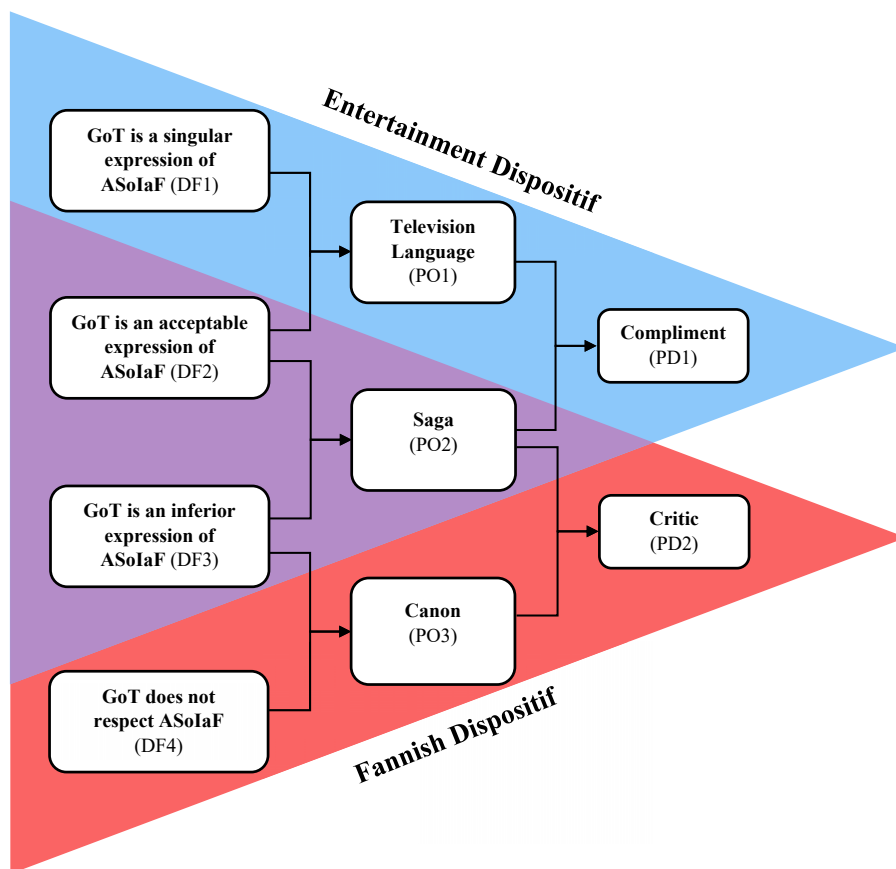 Entertainment Dispositif
GoT is a singular
expression of
ASoIaF (DF1)
Television
Language
(PO1)
GoT is an acceptable
expression of
ASoIaF (DF2)
Compliment
(PD1)
Saga
(PO2)
GoT is an inferior
expression of
ASoIaF (DF3)
Critic
(PD2)
Canon
(PO3)
GoT does not
respect ASoIaF
(DF4)
Fannish Dispositif